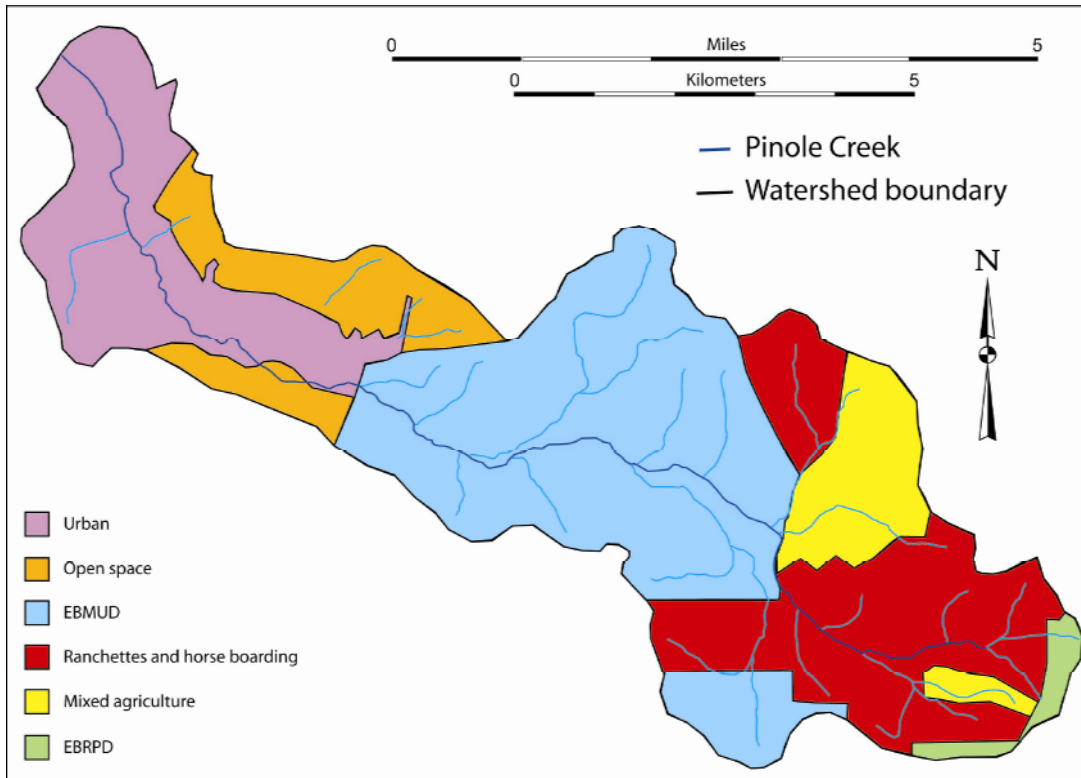 0 Miles 5
0 Kilometers 5
Pinole Creek
Watershed boundary
N
Urban
Open space
EBMUD
Ranchettes and horse boarding
Mixed agriculture
EBRPD